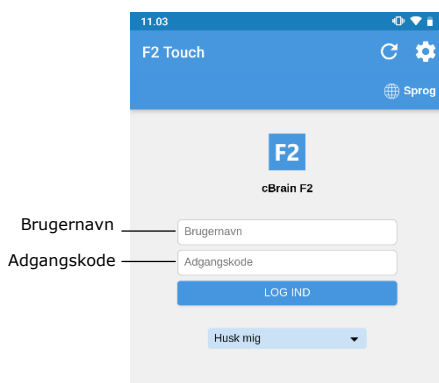 11.03
F2 Touch
Sprog
F2
cBrain F2
Brugernavn
Brugernavn
Adgangskode
Adgangskode
LOG IND
Husk mig